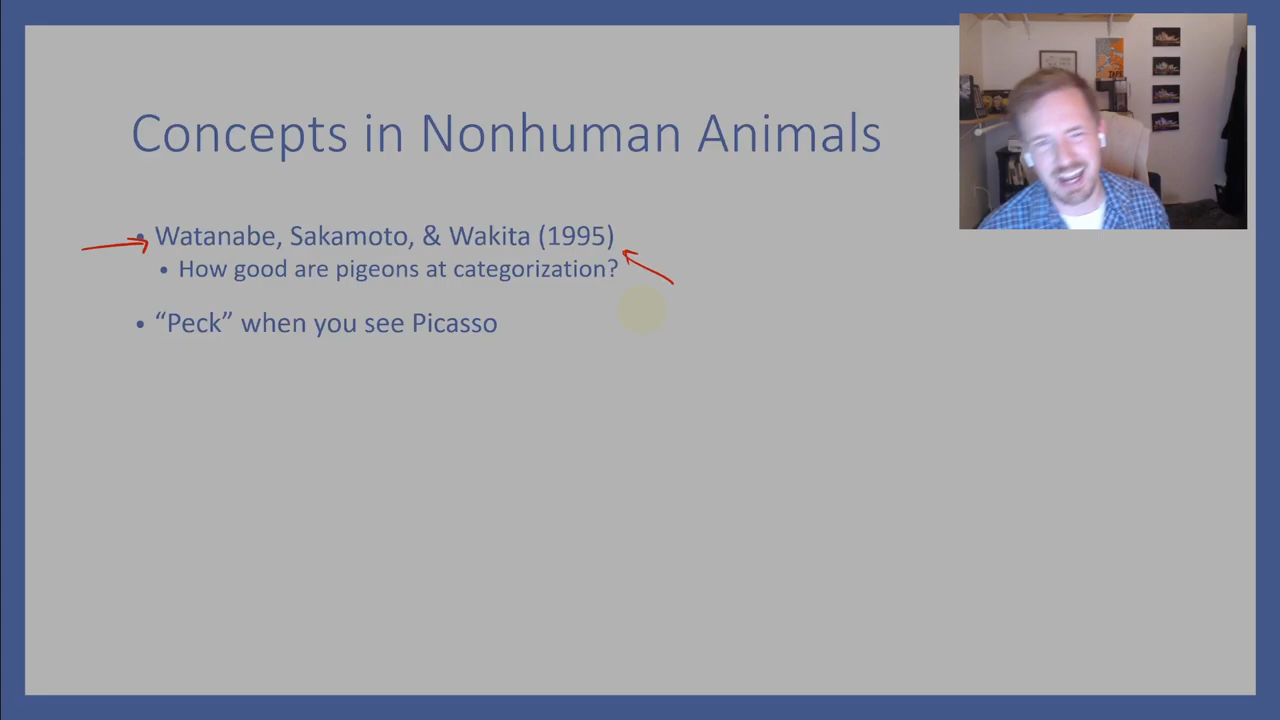 Concepts in Nonhuman Animals
• Watanabe, Sakamoto, & Wakita (1995)
• How good are pigeons at categorization?
• “Peck” when you see Picasso